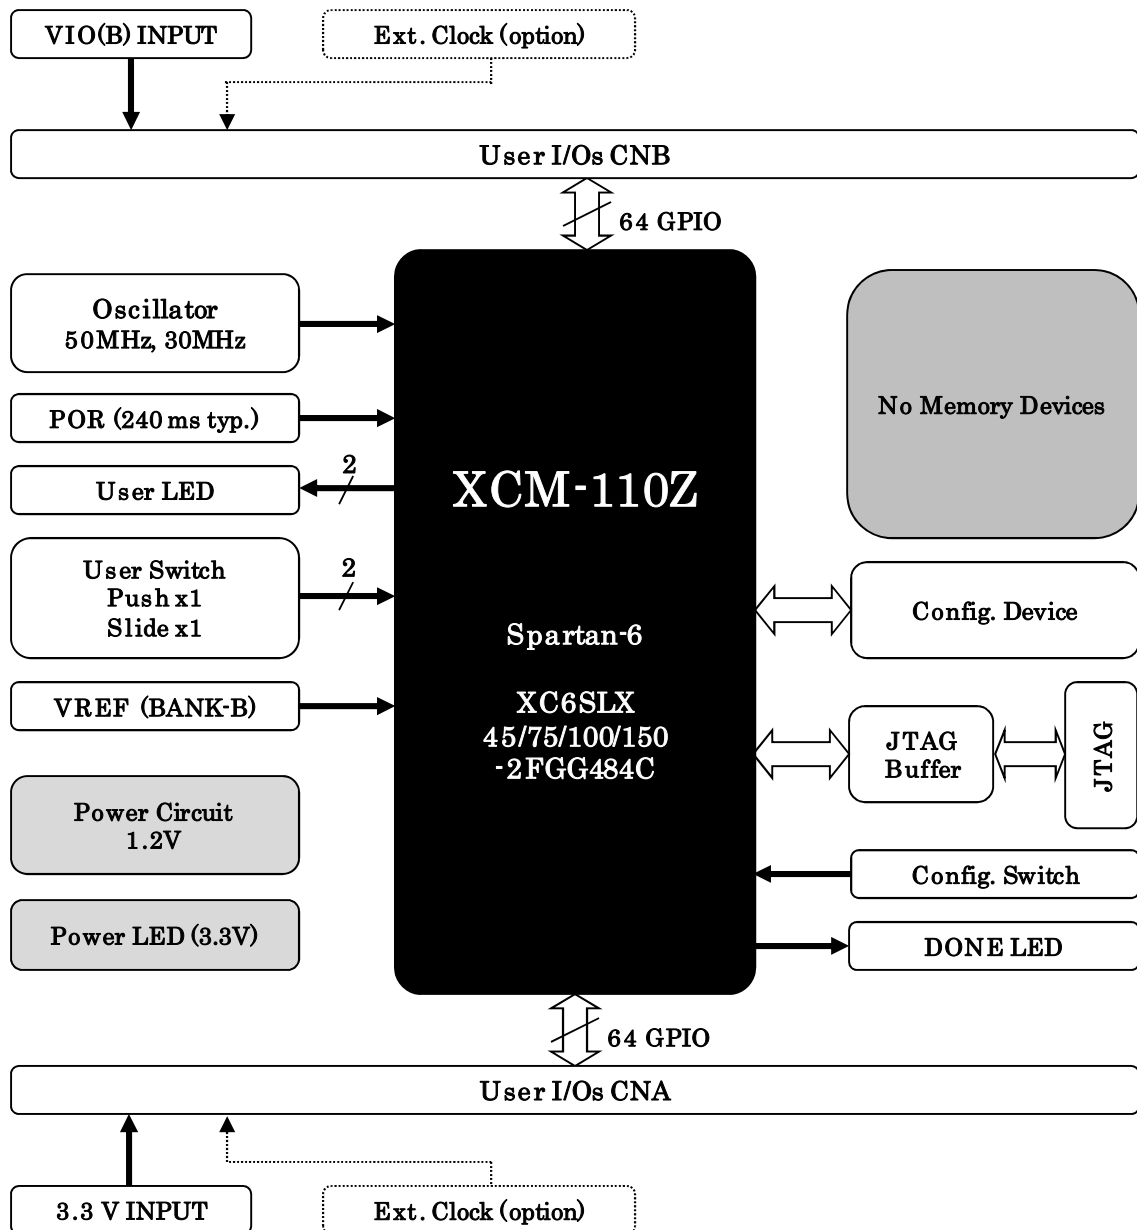 VIO(B) INPUT
Ext. Clock (option)
User I/Os CNB
64 GPIO
Oscillator
50MHz, 30MHz
POR (240 ms typ.)
2
User LED
2
User Switch
Push x1
Slide x1
VREF (BANK-B)
Power Circuit
1.2V
Power LED (3.3V)
XCM-110Z
Spartan-6
XC6SLX
45/75/100/150
-2FGG484C
No Memory Devices
Config. Device
JTAG
Buffer
JTAG
Config. Switch
DONE LED
64 GPIO
User I/Os CNA
3.3 V INPUT
Ext. Clock (option)